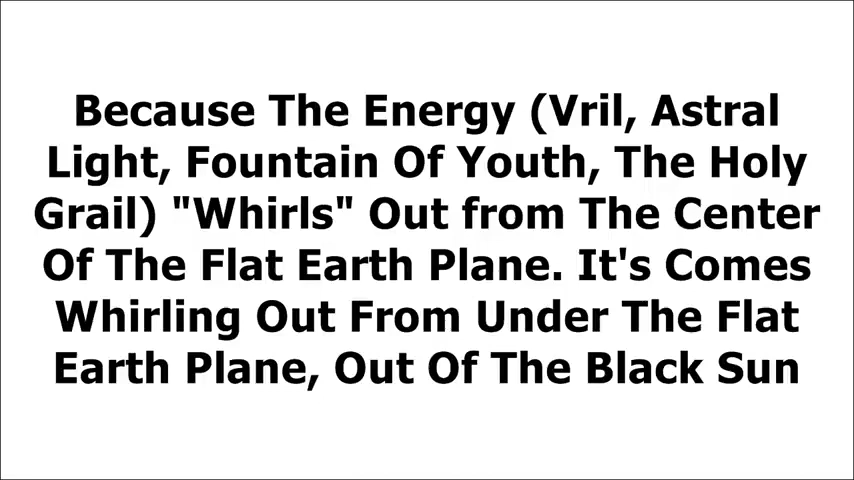 Because The Energy (Vril, Astral
Light, Fountain Of Youth, The Holy
Grail) "Whirls" Out from The Center
Of The Flat Earth Plane. It's Comes
Whirling Out From Under The Flat
Earth Plane, Out Of The Black Sun